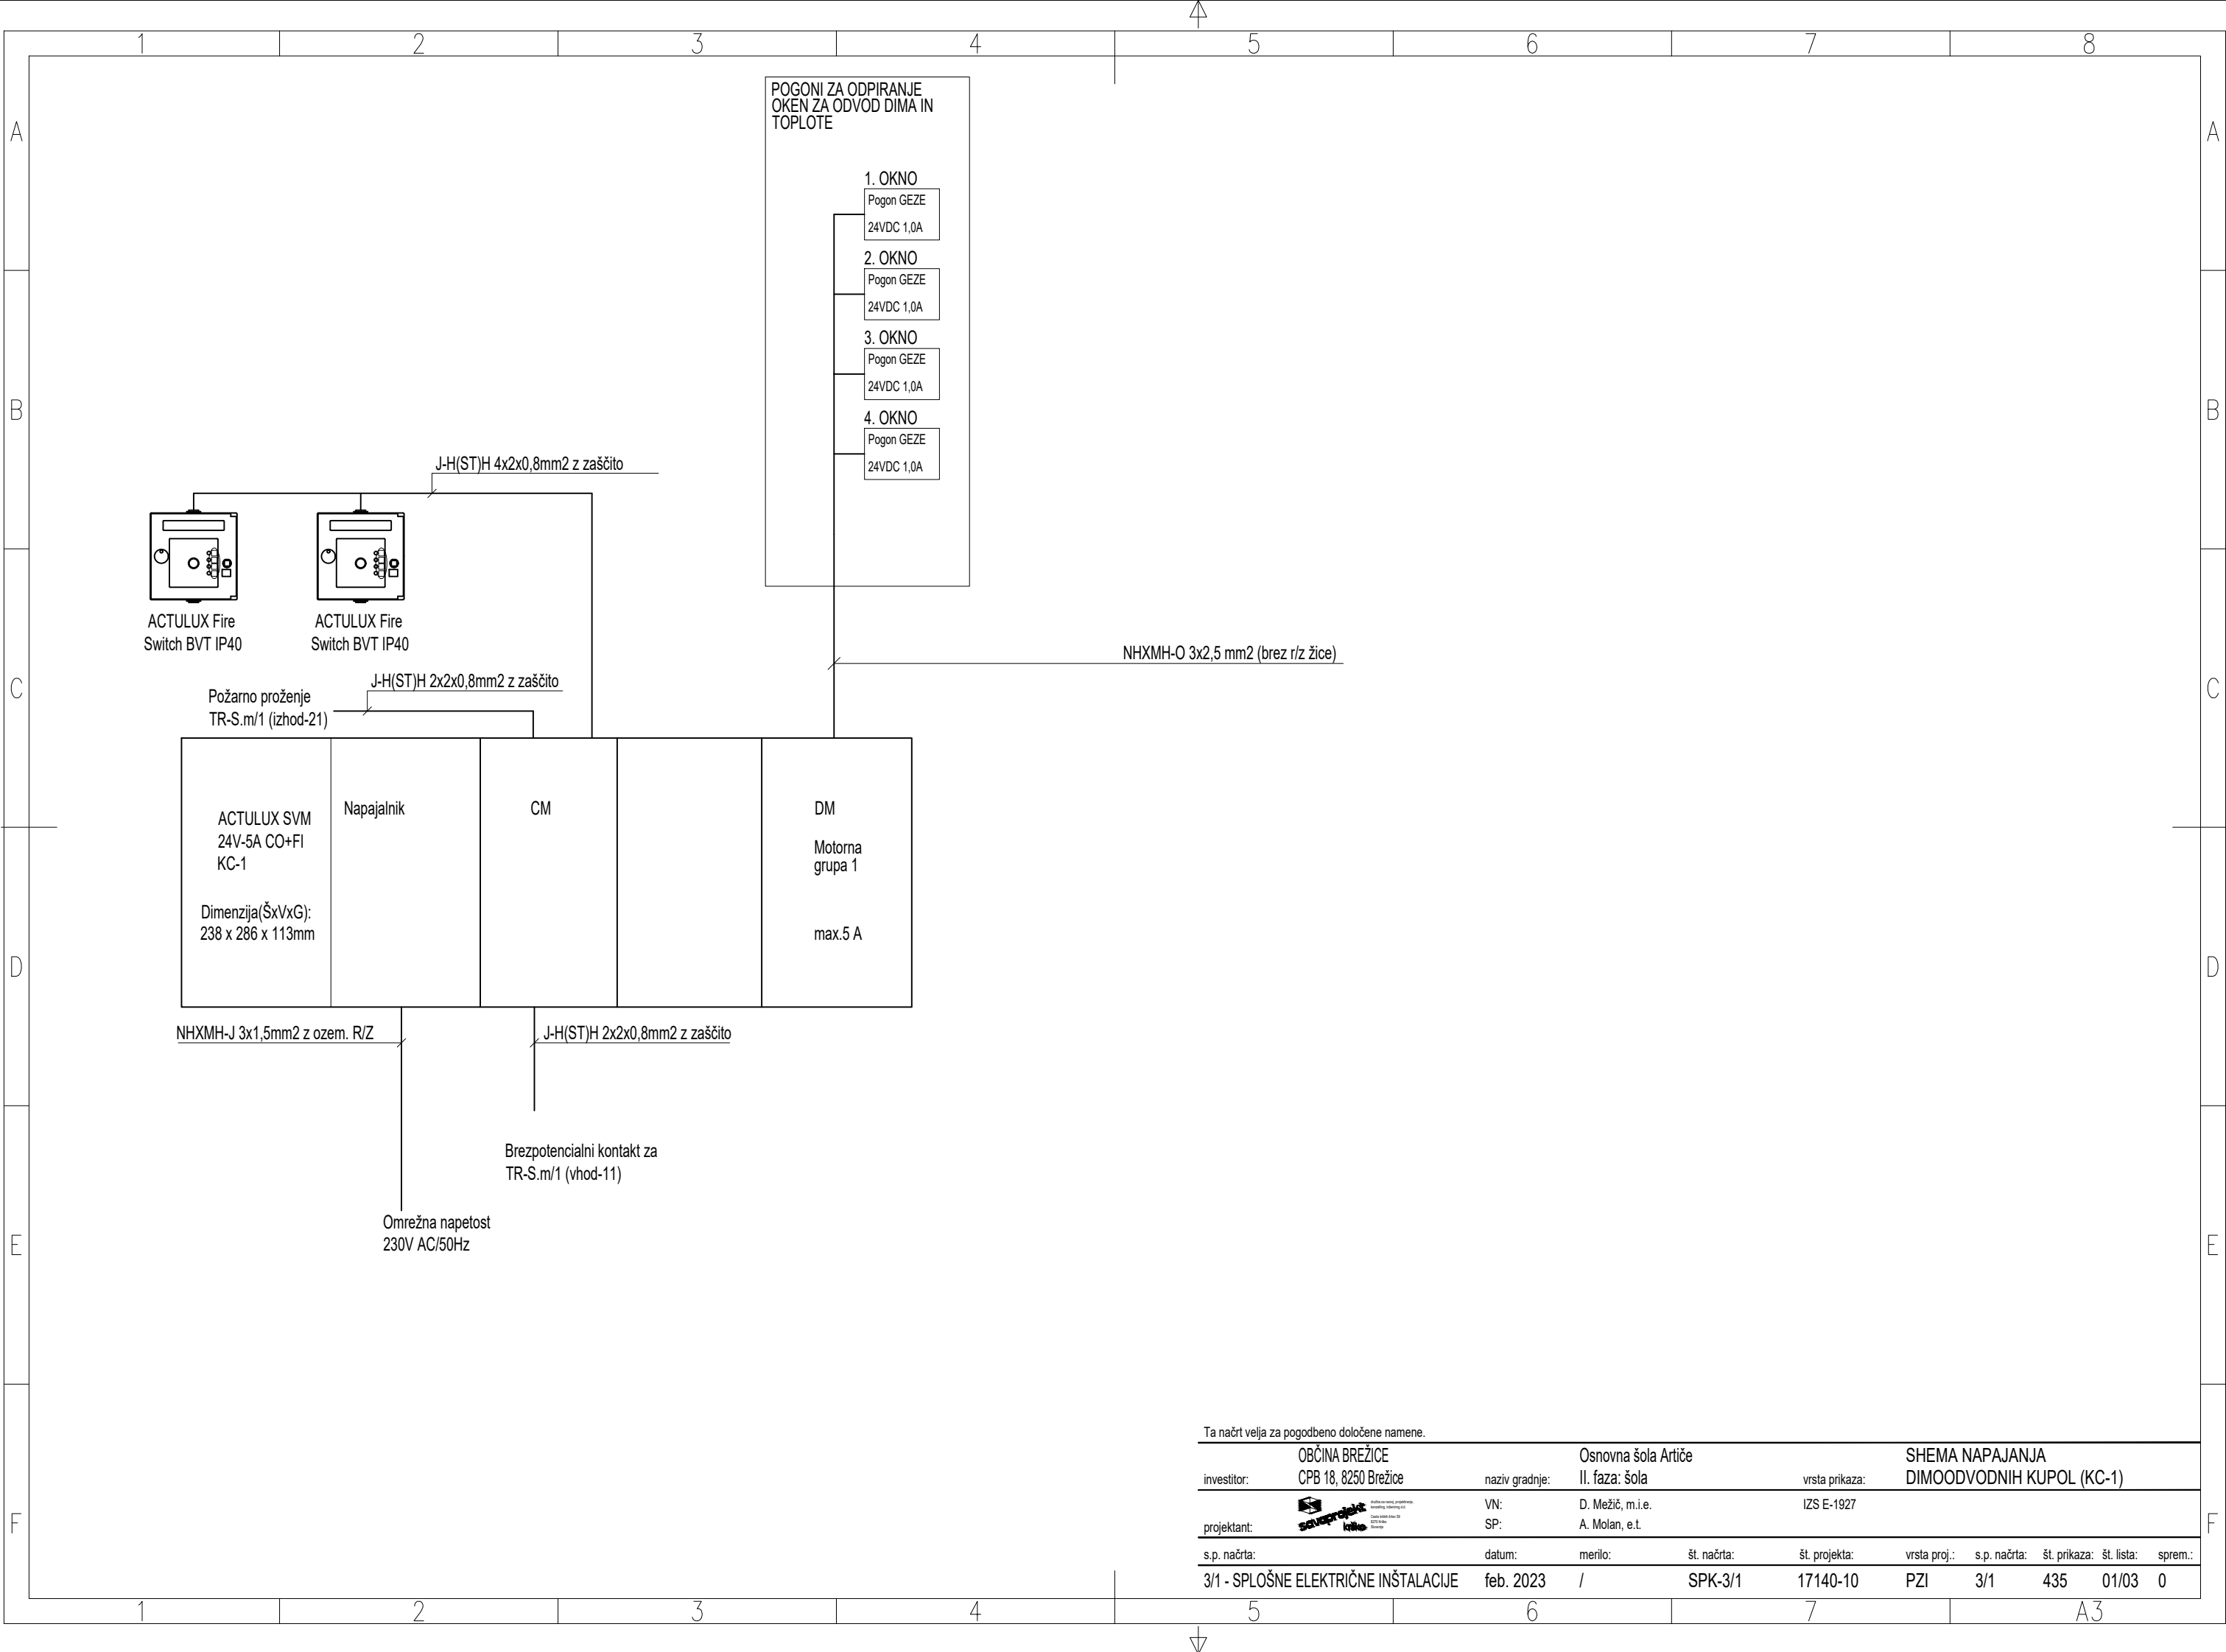 1 2 3 4 5 6 7 8
A A
B B
C C
D D
E E
F F
POGONI ZA ODPIRANJE
OKEN ZA ODVOD DIMA IN
TOPLOTE
1. OKNO
Pogon GEZE
24VDC 1,0A
2. OKNO
Pogon GEZE
24VDC 1,0A
3. OKNO
Pogon GEZE
24VDC 1,0A
4. OKNO
Pogon GEZE
24VDC 1,0A
J-H(ST)H 4x2x0,8mm2 z zaščito
ACTULUX Fire
Switch BVT IP40
ACTULUX Fire
Switch BVT IP40
NHXMH-O 3x2,5 mm2 (brez r/z žice)
J-H(ST)H 2x2x0,8mm2 z zaščito
Požarno proženje
TR-S.m/1 (izhod-21)
ACTULUX SVM
24V-5A CO+FI
KC-1
Dimenzija(ŠxVxG):
238 x 286 x 113mm
Napajalnik
CM
DM
Motorna
grupa 1
max.5 A
NHXMH-J 3x1,5mm2 z ozem. R/Z
J-H(ST)H 2x2x0,8mm2 z zaščito
Brezpotencialni kontakt za
TR-S.m/1 (vhod-11)
Omrežna napetost
230V AC/50Hz
Ta načrt velja za pogodbeno določene namene.
investitor:
OBČINA BREŽICE
CPB 18, 8250 Brežice
naziv gradnje:
Osnovna šola Artiče
II. faza: šola
vrsta prikaza:
SHEMA NAPAJANJA
DIMOODVODNIH KUPOL (KC-1)
projektant:
savaprojekt
krško
VN: D. Mežič, m.i.e. IZS E-1927
SP: A. Molan, e.t.
s.p. načrta: datum: merilo: št. načrta: št. projekta: vrsta proj.: s.p. načrta: št. prikaza: št. lista: sprem.:
3/1 - SPLOŠNE ELEKTRIČNE INŠTALACIJE feb. 2023 / SPK-3/1 17140-10 PZI 3/1 435 01/03 0
1 2 3 4 5 6 7 A3